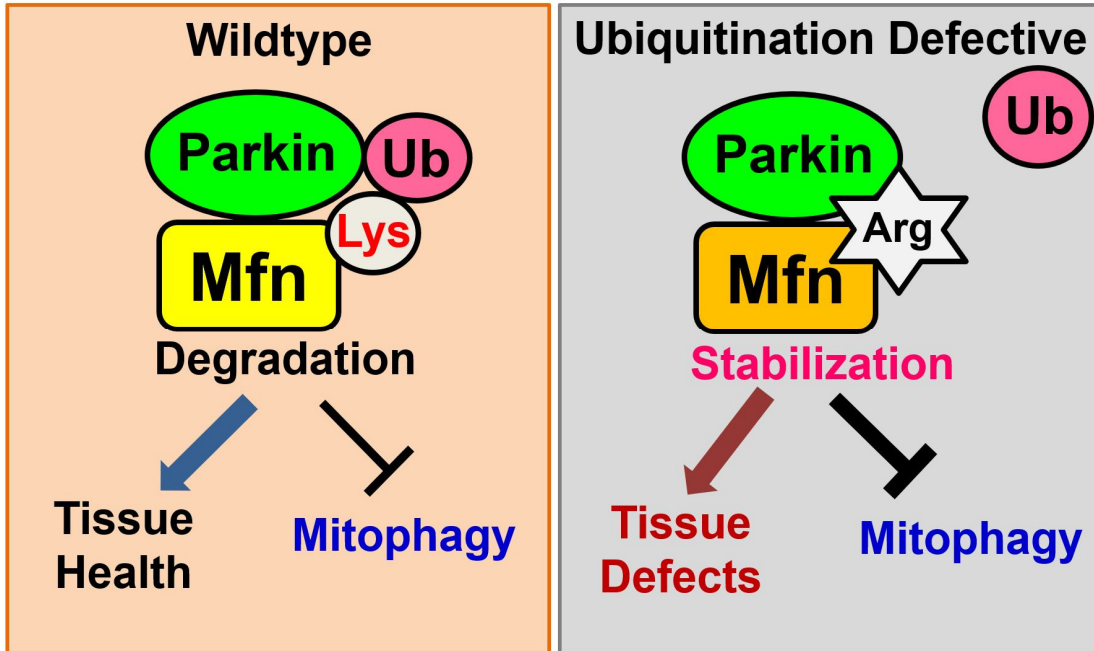 Wildtype
Parkin
Ub
Lys
Mfn
Degradation
Tissue
Health
Mitophagy
Ubiquitination Defective
Ub
Parkin
Arg
Mfn
Stabilization
Tissue
Defects
Mitophagy